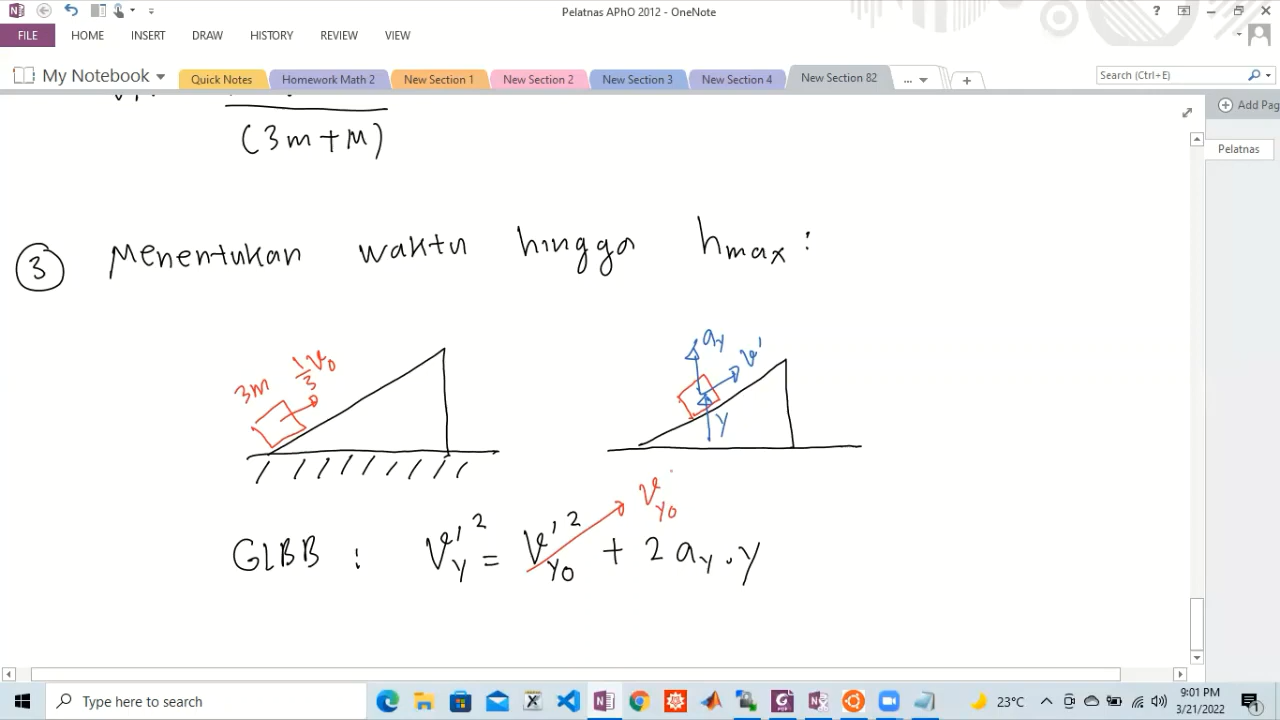 Pelatnas APhO 2012 - OneNote
FILE HOME INSERT DRAW HISTORY REVIEW VIEW
My Notebook Quick Notes Homework Math 2 New Section 1 New Section 2 New Section 3 New Section 4 New Section 82 ... Search (Ctrl+E)
Add Pag
Pelatnas
(3m+M)
3 Menentukan waktu hingga hmax :
3m 1/3 v0
ay v'
y
vy0
GLBB : v'y² = v'y0² + 2 ay . y
Type here to search
23°C
9:01 PM
3/21/2022